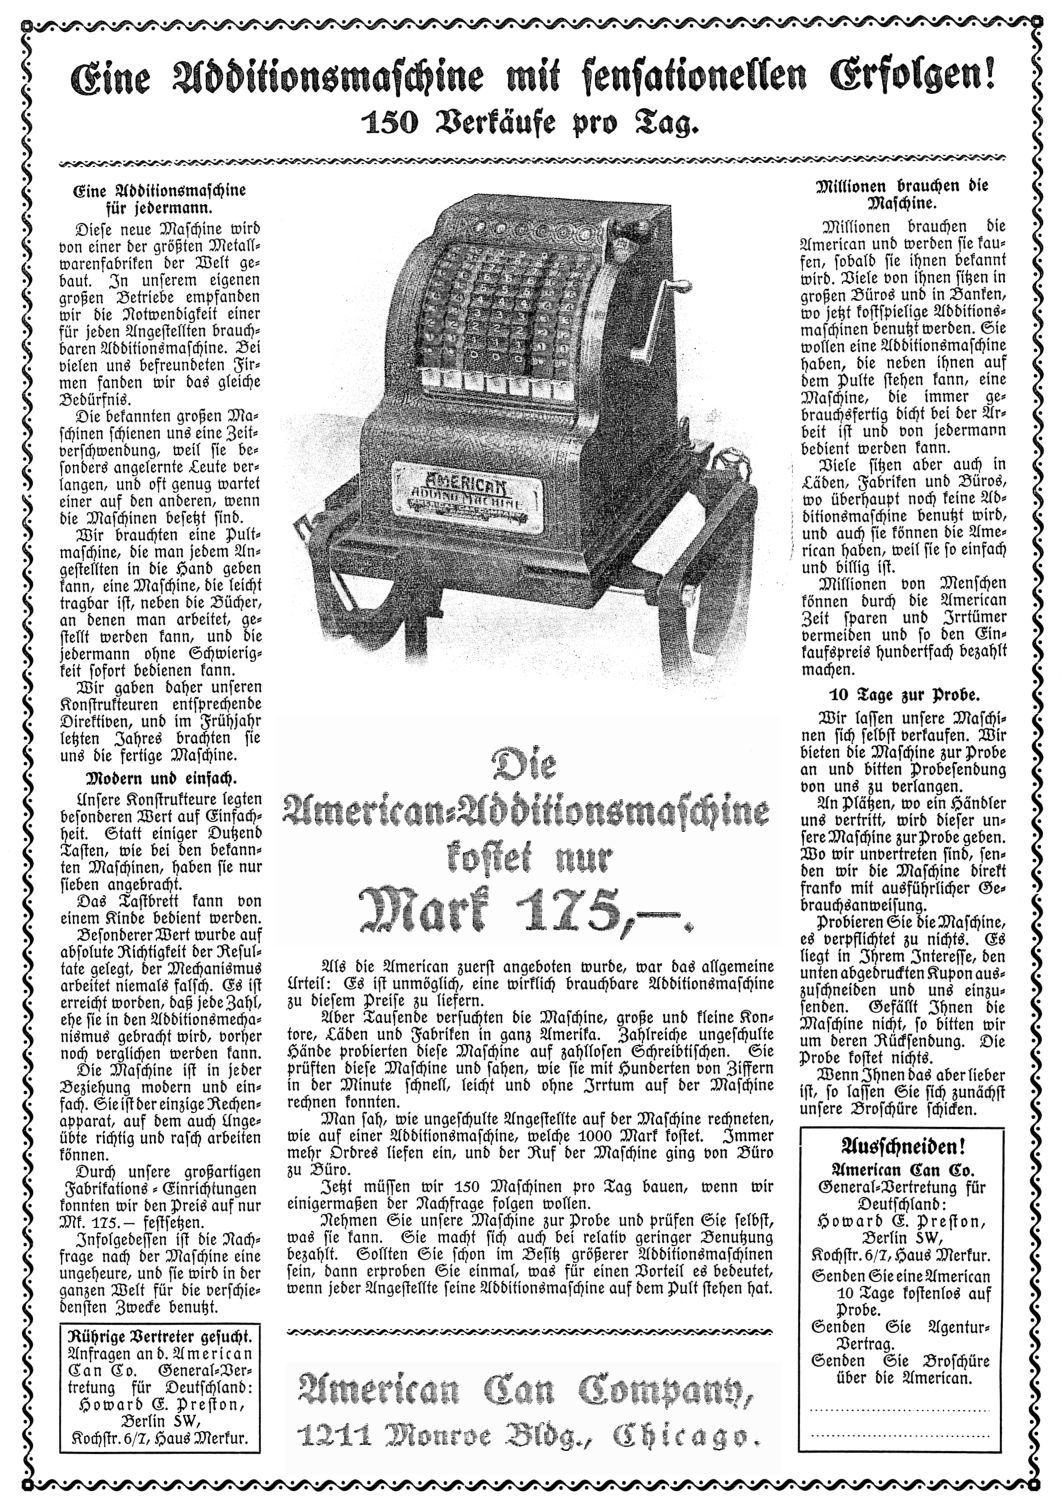 Eine Additionsmaschine mit sensationellen Erfolgen!
150 Verkäufe pro Tag.
Eine Additionsmaschine
für jedermann.
Diese neue Maschine wird
von einer der größten Metall-
warenfabriken der Welt ge-
baut. In unserem eigenen
großen Betriebe empfanden
wir die Notwendigkeit einer
für jeden Angestellten brauch-
baren Additionsmaschine. Bei
vielen uns befreundeten Fir-
men fanden wir das gleiche
Bedürfnis.
Die bekannten großen Ma-
schinen schienen uns eine Zeit-
verschwendung, weil sie be-
sonders angelernte Leute ver-
langen, und oft genug wartet
einer auf den anderen, wenn
die Maschinen besetzt sind.
Wir brauchten eine Pult-
maschine, die man jedem An-
gestellten in die Hand geben
kann, eine Maschine, die leicht
tragbar ist, neben die Bücher,
an denen man arbeitet, ge-
stellt werden kann, und die
jedermann ohne Schwierig-
keit sofort bedienen kann.
Wir gaben daher unseren
Konstrukteuren entsprechende
Direktiven, und im Frühjahr
letzten Jahres brachten sie
uns die fertige Maschine.
Modern und einfach.
Unsere Konstrukteure legten
besonderen Wert auf Einfach-
heit. Statt einiger Dutzend
Tasten, wie bei den bekann-
ten Maschinen, haben sie nur
sieben angebracht.
Das Tastbrett kann von
einem Kinde bedient werden.
Besonderer Wert wurde auf
absolute Richtigkeit der Resul-
tate gelegt, der Mechanismus
arbeitet niemals falsch. Es ist
erreicht worden, daß jede Zahl,
ehe sie in den Additionsmecha-
nismus gebracht wird, vorher
noch verglichen werden kann.
Die Maschine ist in jeder
Beziehung modern und ein-
fach. Sie ist der einzige Rechen-
apparat, auf dem auch Unge-
übte richtig und rasch arbeiten
können.
Durch unsere großartigen
Fabrikations-Einrichtungen
konnten wir den Preis auf nur
Mk. 175.— festsetzen.
Infolgedessen ist die Nach-
frage nach der Maschine eine
ungeheure, und sie wird in der
ganzen Welt für die verschie-
densten Zwecke benutzt.
Rührige Vertreter gesucht.
Anfragen an d. American
Can Co. General-Ver-
tretung für Deutschland:
Howard E. Preston,
Berlin SW,
Kochstr. 6/7, Haus Merkur.
AMERICAN
ADDING MACHINE
Die
American-Additionsmaschine
kostet nur
Mark 175,—.
Als die American zuerst angeboten wurde, war das allgemeine
Urteil: Es ist unmöglich, eine wirklich brauchbare Additionsmaschine
zu diesem Preise zu liefern.
Aber Tausende versuchten die Maschine, große und kleine Kon-
tore, Läden und Fabriken in ganz Amerika. Zahlreiche ungeschulte
Hände probierten diese Maschine auf zahllosen Schreibtischen. Sie
prüften diese Maschine und sahen, wie sie mit Hunderten von Ziffern
in der Minute schnell, leicht und ohne Irrtum auf der Maschine
rechnen konnten.
Man sah, wie ungeschulte Angestellte auf der Maschine rechneten,
wie auf einer Additionsmaschine, welche 1000 Mark kostet. Immer
mehr Ordres liefen ein, und der Ruf der Maschine ging von Büro
zu Büro.
Jetzt müssen wir 150 Maschinen pro Tag bauen, wenn wir
einigermaßen der Nachfrage folgen wollen.
Nehmen Sie unsere Maschine zur Probe und prüfen Sie selbst,
was sie kann. Sie macht sich auch bei relativ geringer Benutzung
bezahlt. Sollten Sie schon im Besitz größerer Additionsmaschinen
sein, dann erproben Sie einmal, was für einen Vorteil es bedeutet,
wenn jeder Angestellte seine Additionsmaschine auf dem Pult stehen hat.
American Can Company,
1211 Monroe Bldg., Chicago.
Millionen brauchen die
Maschine.
Millionen brauchen die
American und werden sie kau-
fen, sobald sie ihnen bekannt
wird. Viele von ihnen sitzen in
großen Büros und in Banken,
wo jetzt kostspielige Additions-
maschinen benutzt werden. Sie
wollen eine Additionsmaschine
haben, die neben ihnen auf
dem Pulte stehen kann, eine
Maschine, die immer ge-
brauchsfertig dicht bei der Ar-
beit ist und von jedermann
bedient werden kann.
Viele sitzen aber auch in
Läden, Fabriken und Büros,
wo überhaupt noch keine Ad-
ditionsmaschine benutzt wird,
und auch sie können die Ame-
rican haben, weil sie so einfach
und billig ist.
Millionen von Menschen
können durch die American
Zeit sparen und Irrtümer
vermeiden und so den Ein-
kaufspreis hundertfach bezahlt
machen.
10 Tage zur Probe.
Wir lassen unsere Maschi-
nen sich selbst verkaufen. Wir
bieten die Maschine zur Probe
an und bitten Probesendung
von uns zu verlangen.
An Plätzen, wo ein Händler
uns vertritt, wird dieser un-
sere Maschine zur Probe geben.
Wo wir unvertreten sind, sen-
den wir die Maschine direkt
franko mit ausführlicher Ge-
brauchsanweisung.
Probieren Sie die Maschine,
es verpflichtet zu nichts. Es
liegt in Ihrem Interesse, den
unten abgedruckten Kupon aus-
zuschneiden und uns einzu-
senden. Gefällt Ihnen die
Maschine nicht, so bitten wir
um deren Rücksendung. Die
Probe kostet nichts.
Wenn Ihnen das aber lieber
ist, so lassen Sie sich zunächst
unsere Broschüre schicken.
Ausschneiden!
American Can Co.
General-Vertretung für
Deutschland:
Howard E. Preston,
Berlin SW,
Kochstr. 6/7, Haus Merkur.
Senden Sie eine American
10 Tage kostenlos auf
Probe.
Senden Sie Agentur-
Vertrag.
Senden Sie Broschüre
über die American.